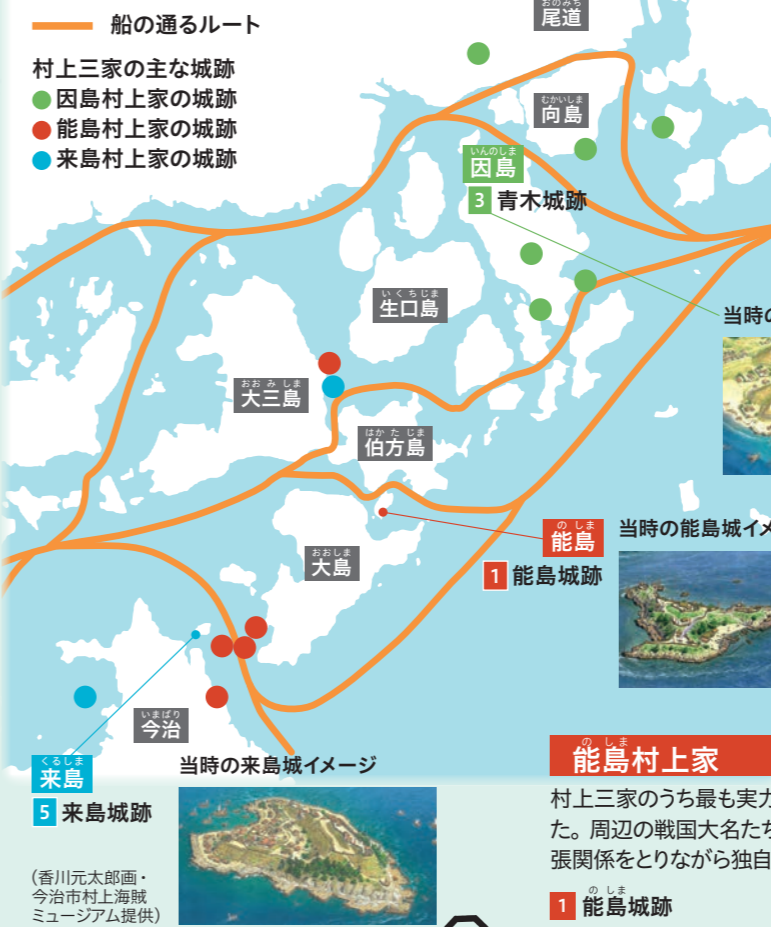 船の通るルート
村上三家の主な城跡
因島村上家の城跡
能島村上家の城跡
来島村上家の城跡
おのみち
尾道
むかいしま
向島
いんのしま
因島
3 青木城跡
いくちじま
生口島
当時の
おおみしま
大三島
はかたじま
伯方島
のしま
能島
1 能島城跡
当時の能島城イメ
おおしま
大島
いまばり
今治
くるしま
来島
5 来島城跡
当時の来島城イメージ
(香川元太郎画・
今治市村上海賊
ミュージアム提供)
のしま
能島村上家
村上三家のうち最も実力
た。周辺の戦国大名たち
張関係をとりながら独自
のしま
1 能島城跡